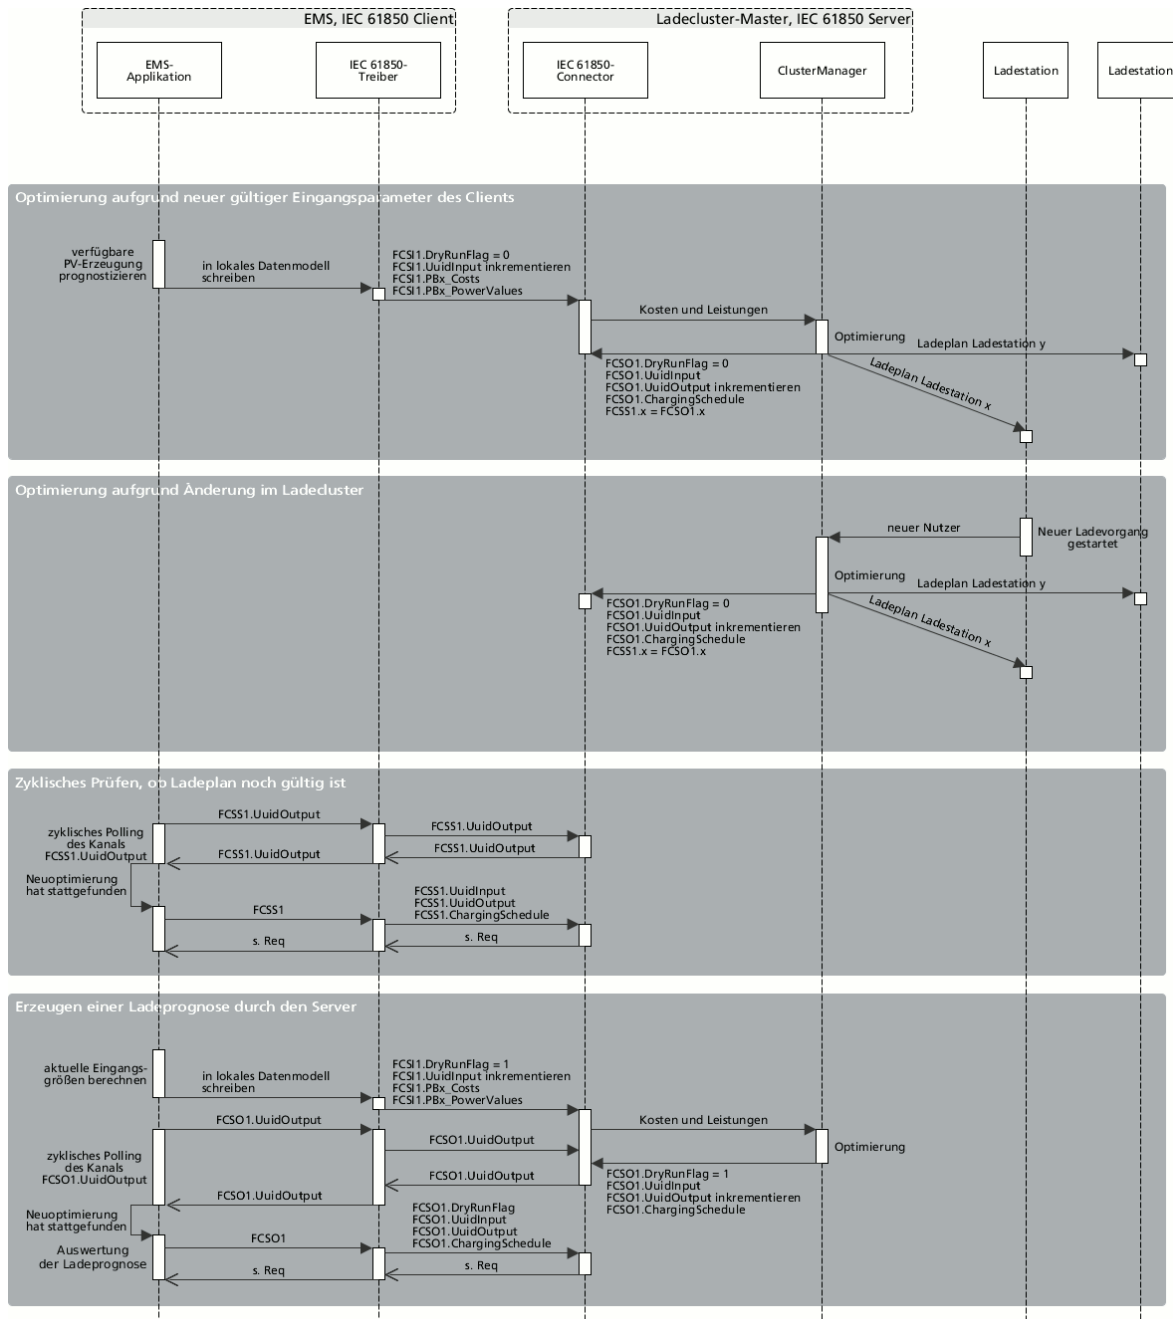 EMS, IEC 61850 Client
Ladecluster-Master, IEC 61850 Server
EMS-
Applikation
IEC 61850-
Treiber
IEC 61850-
Connector
ClusterManager
Ladestation
Ladestation
Optimierung aufgrund neuer gültiger Eingangsparameter des Clients
verfügbare
PV-Erzeugung
prognostizieren
in lokales Datenmodell
schreiben
FCSI1.DryRunFlag = 0
FCSI1.UuidInput inkrementieren
FCSI1.PBx_Costs
FCSI1.PBx_PowerValues
Kosten und Leistungen
Optimierung
Ladeplan Ladestation y
Ladeplan Ladestation x
FCSO1.DryRunFlag = 0
FCSO1.UuidInput
FCSO1.UuidOutput inkrementieren
FCSO1.ChargingSchedule
FCSS1.x = FCSO1.x
Optimierung aufgrund Änderung im Ladecluster
neuer Nutzer
Neuer Ladevorgang
gestartet
Optimierung
Ladeplan Ladestation y
Ladeplan Ladestation x
FCSO1.DryRunFlag = 0
FCSO1.UuidInput
FCSO1.UuidOutput inkrementieren
FCSO1.ChargingSchedule
FCSS1.x = FCSO1.x
Zyklisches Prüfen, ob Ladeplan noch gültig ist
zyklisches Polling
des Kanals
FCSS1.UuidOutput
FCSS1.UuidOutput
FCSS1.UuidOutput
FCSS1.UuidOutput
FCSS1.UuidOutput
Neuoptimierung
hat stattgefunden
FCSS1
FCSS1.UuidInput
FCSS1.UuidOutput
FCSS1.ChargingSchedule
s. Req
s. Req
Erzeugen einer Ladeprognose durch den Server
aktuelle Eingangs-
größen berechnen
in lokales Datenmodell
schreiben
FCSI1.DryRunFlag = 1
FCSI1.UuidInput inkrementieren
FCSI1.PBx_Costs
FCSI1.PBx_PowerValues
Kosten und Leistungen
Optimierung
zyklisches Polling
des Kanals
FCSO1.UuidOutput
FCSO1.UuidOutput
FCSO1.UuidOutput
FCSO1.UuidOutput
FCSO1.UuidOutput
FCSO1.DryRunFlag = 1
FCSO1.UuidInput
FCSO1.UuidOutput inkrementieren
FCSO1.ChargingSchedule
Neuoptimierung
hat stattgefunden
Auswertung
der Ladeprognose
FCSO1
FCSO1.DryRunFlag
FCSO1.UuidInput
FCSO1.UuidOutput
FCSO1.ChargingSchedule
s. Req
s. Req